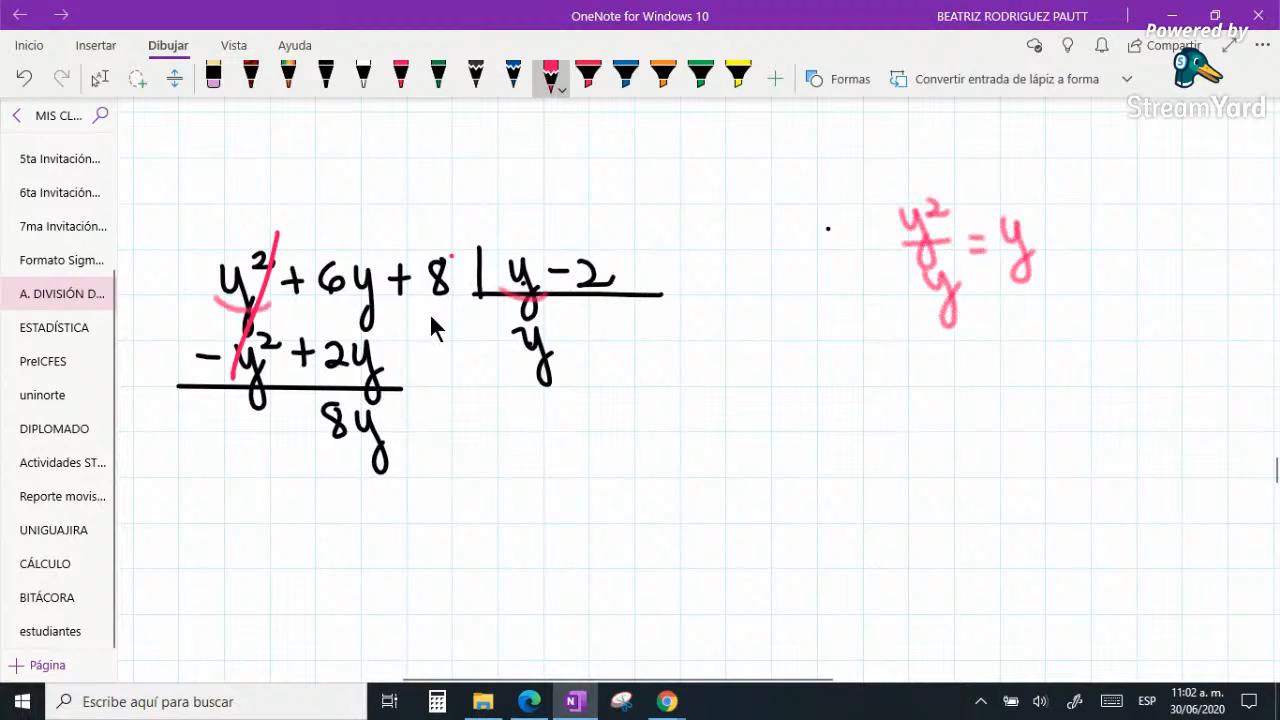 OneNote for Windows 10
BEATRIZ RODRIGUEZ PAUTT
Powered by
StreamYard
Inicio Insertar Dibujar Vista Ayuda
Compartir
Formas
Convertir entrada de lápiz a forma
MIS CL...
5ta Invitación...
6ta Invitación...
7ma Invitación...
Formato Sigm...
A. DIVISIÓN D...
ESTADÍSTICA
PreICFES
uninorte
DIPLOMADO
Actividades ST...
Reporte movis...
UNIGUAJIRA
CÁLCULO
BITÁCORA
estudiantes
Página
y² + 6y + 8 | y - 2
- y² + 2y y
8y
y²/y = y
Escribe aquí para buscar
ESP
11:02 a. m.
30/06/2020